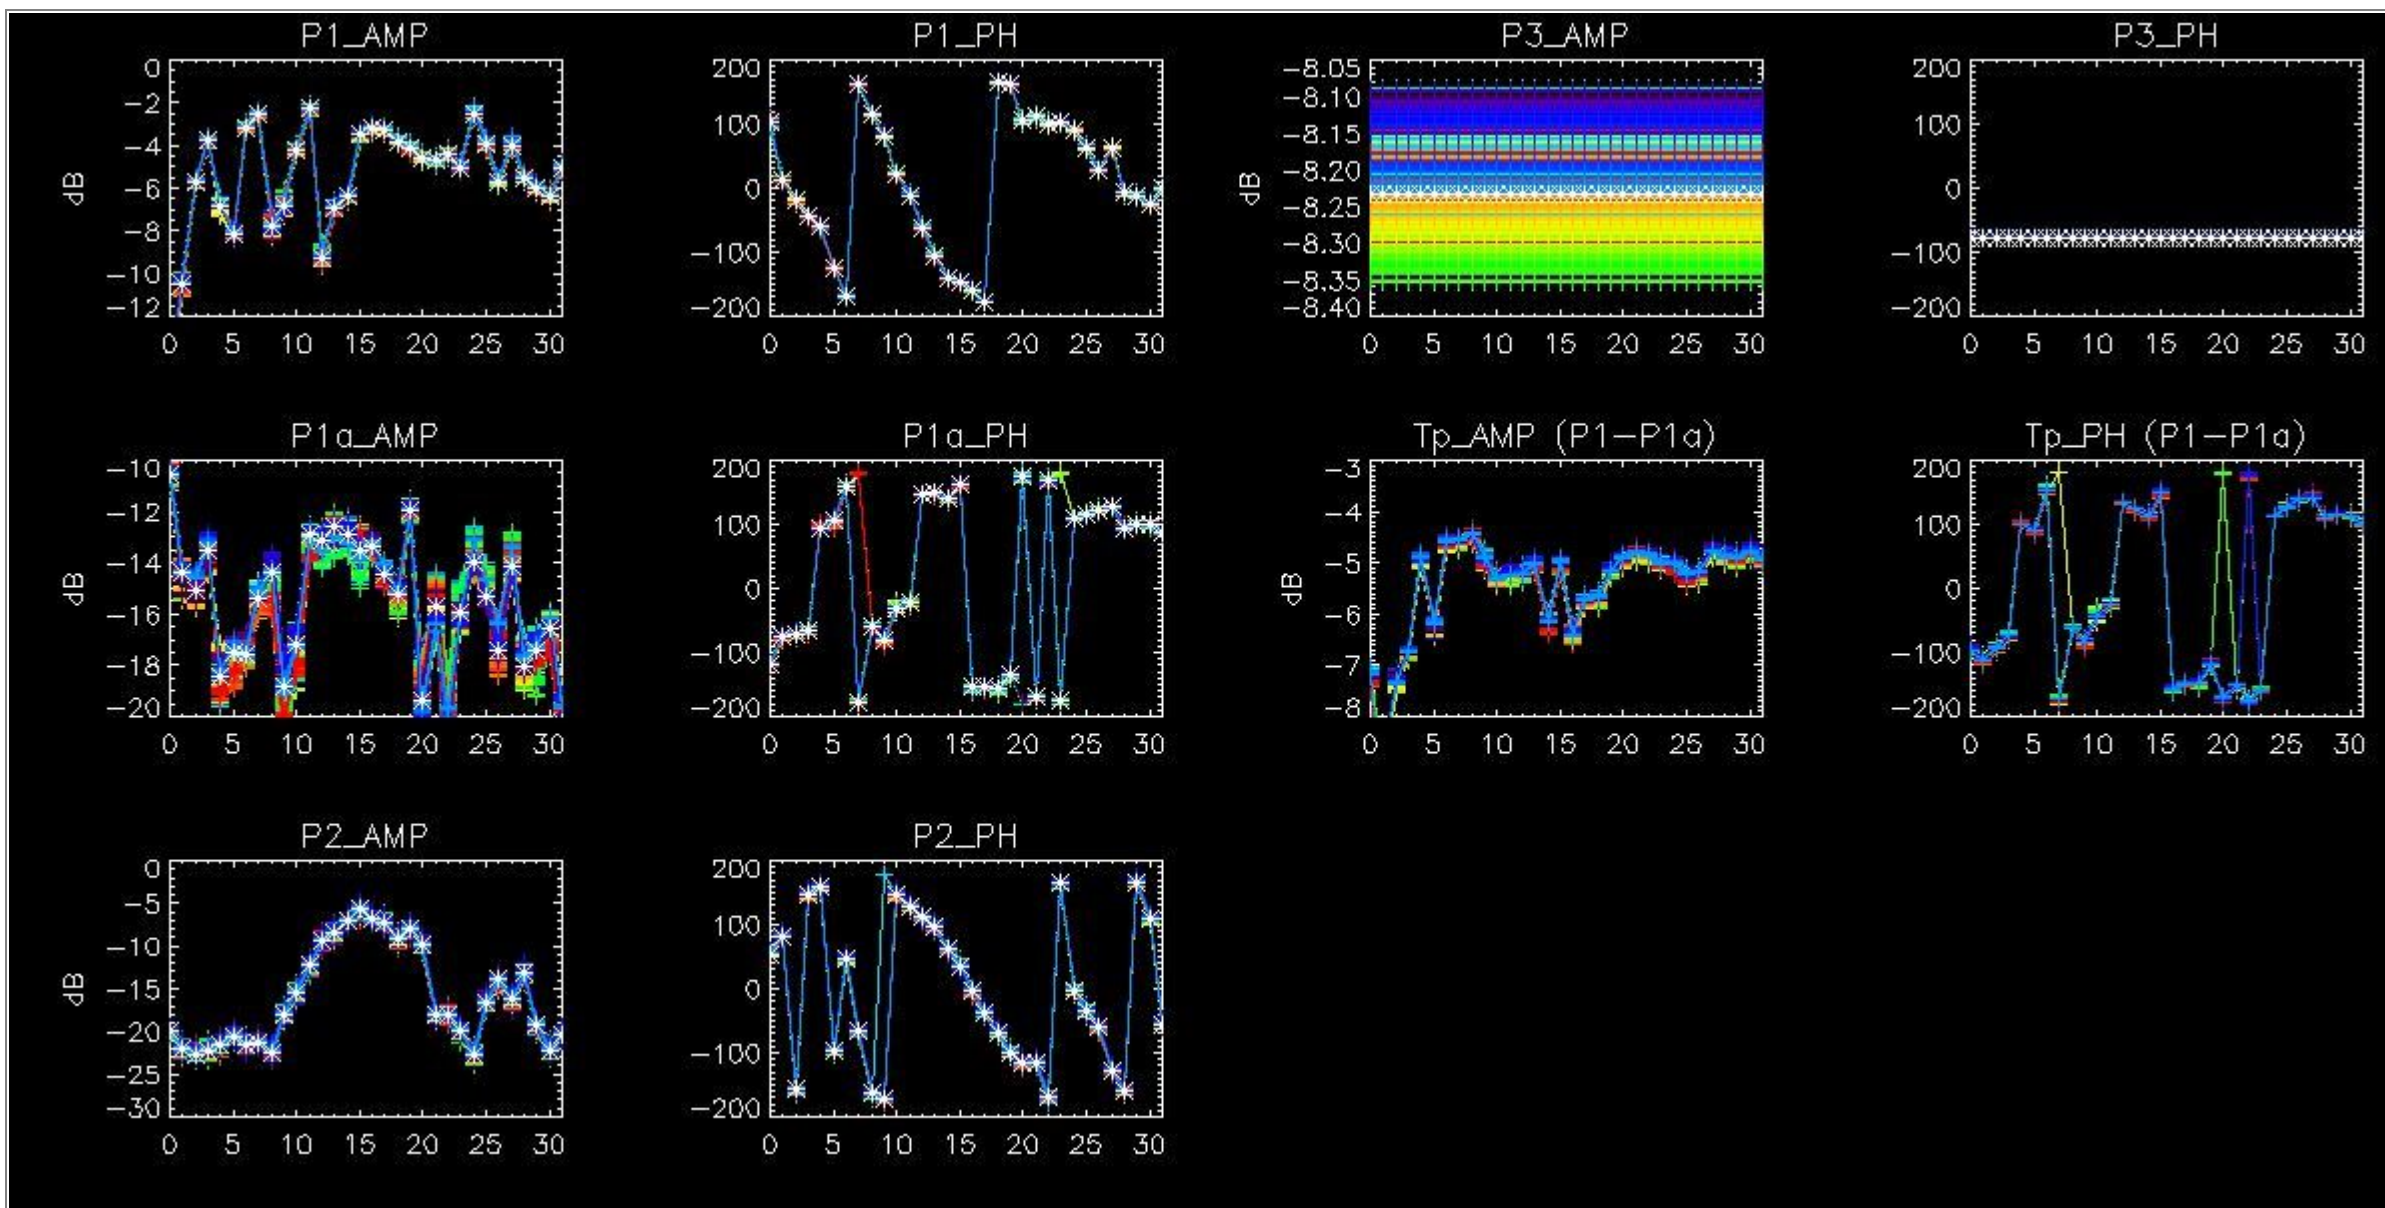 P1_AMP
0
−2
−4
−6
−8
−10
−12
dB
0 5 10 15 20 25 30
P1_PH
200
100
0
−100
−200
0 5 10 15 20 25 30
P3_AMP
−8.05
−8.10
−8.15
−8.20
−8.25
−8.30
−8.35
−8.40
dB
0 5 10 15 20 25 30
P3_PH
200
100
0
−100
−200
0 5 10 15 20 25 30
P1a_AMP
−10
−12
−14
−16
−18
−20
dB
0 5 10 15 20 25 30
P1a_PH
200
100
0
−100
−200
0 5 10 15 20 25 30
Tp_AMP (P1−P1a)
−3
−4
−5
−6
−7
−8
dB
0 5 10 15 20 25 30
Tp_PH (P1−P1a)
200
100
0
−100
−200
0 5 10 15 20 25 30
P2_AMP
0
−5
−10
−15
−20
−25
−30
dB
0 5 10 15 20 25 30
P2_PH
200
100
0
−100
−200
0 5 10 15 20 25 30